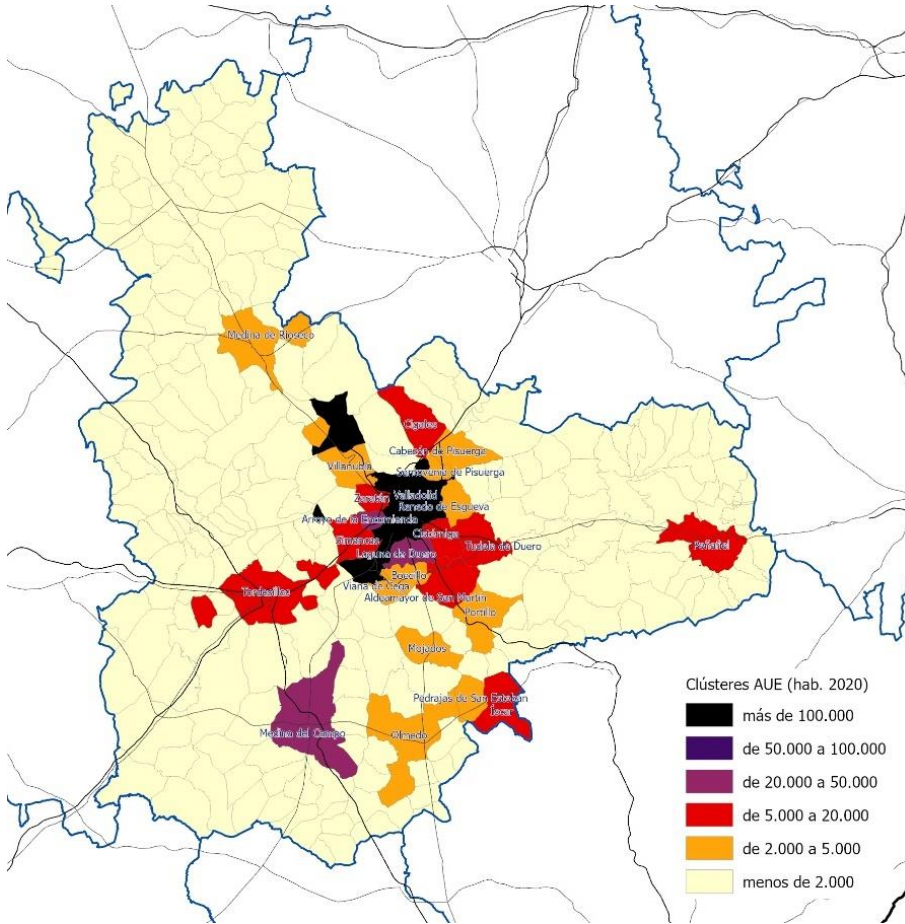 Medina de Rioseco
Cigales
Cabezón de Pisuerga
Villanubla
Santovenia de Pisuerga
Zaratán
Valladolid
Renedo de Esgueva
Arroyo de la Encomienda
Simancas
Cistérniga
Laguna de Duero
Tudela de Duero
Peñafiel
Boecillo
Viana de Cega
Aldeamayor de San Martín
Tordesillas
Portillo
Mojados
Pedrajas de San Esteban
Íscar
Medina del Campo
Olmedo
Clústeres AUE (hab. 2020)
más de 100.000
de 50.000 a 100.000
de 20.000 a 50.000
de 5.000 a 20.000
de 2.000 a 5.000
menos de 2.000